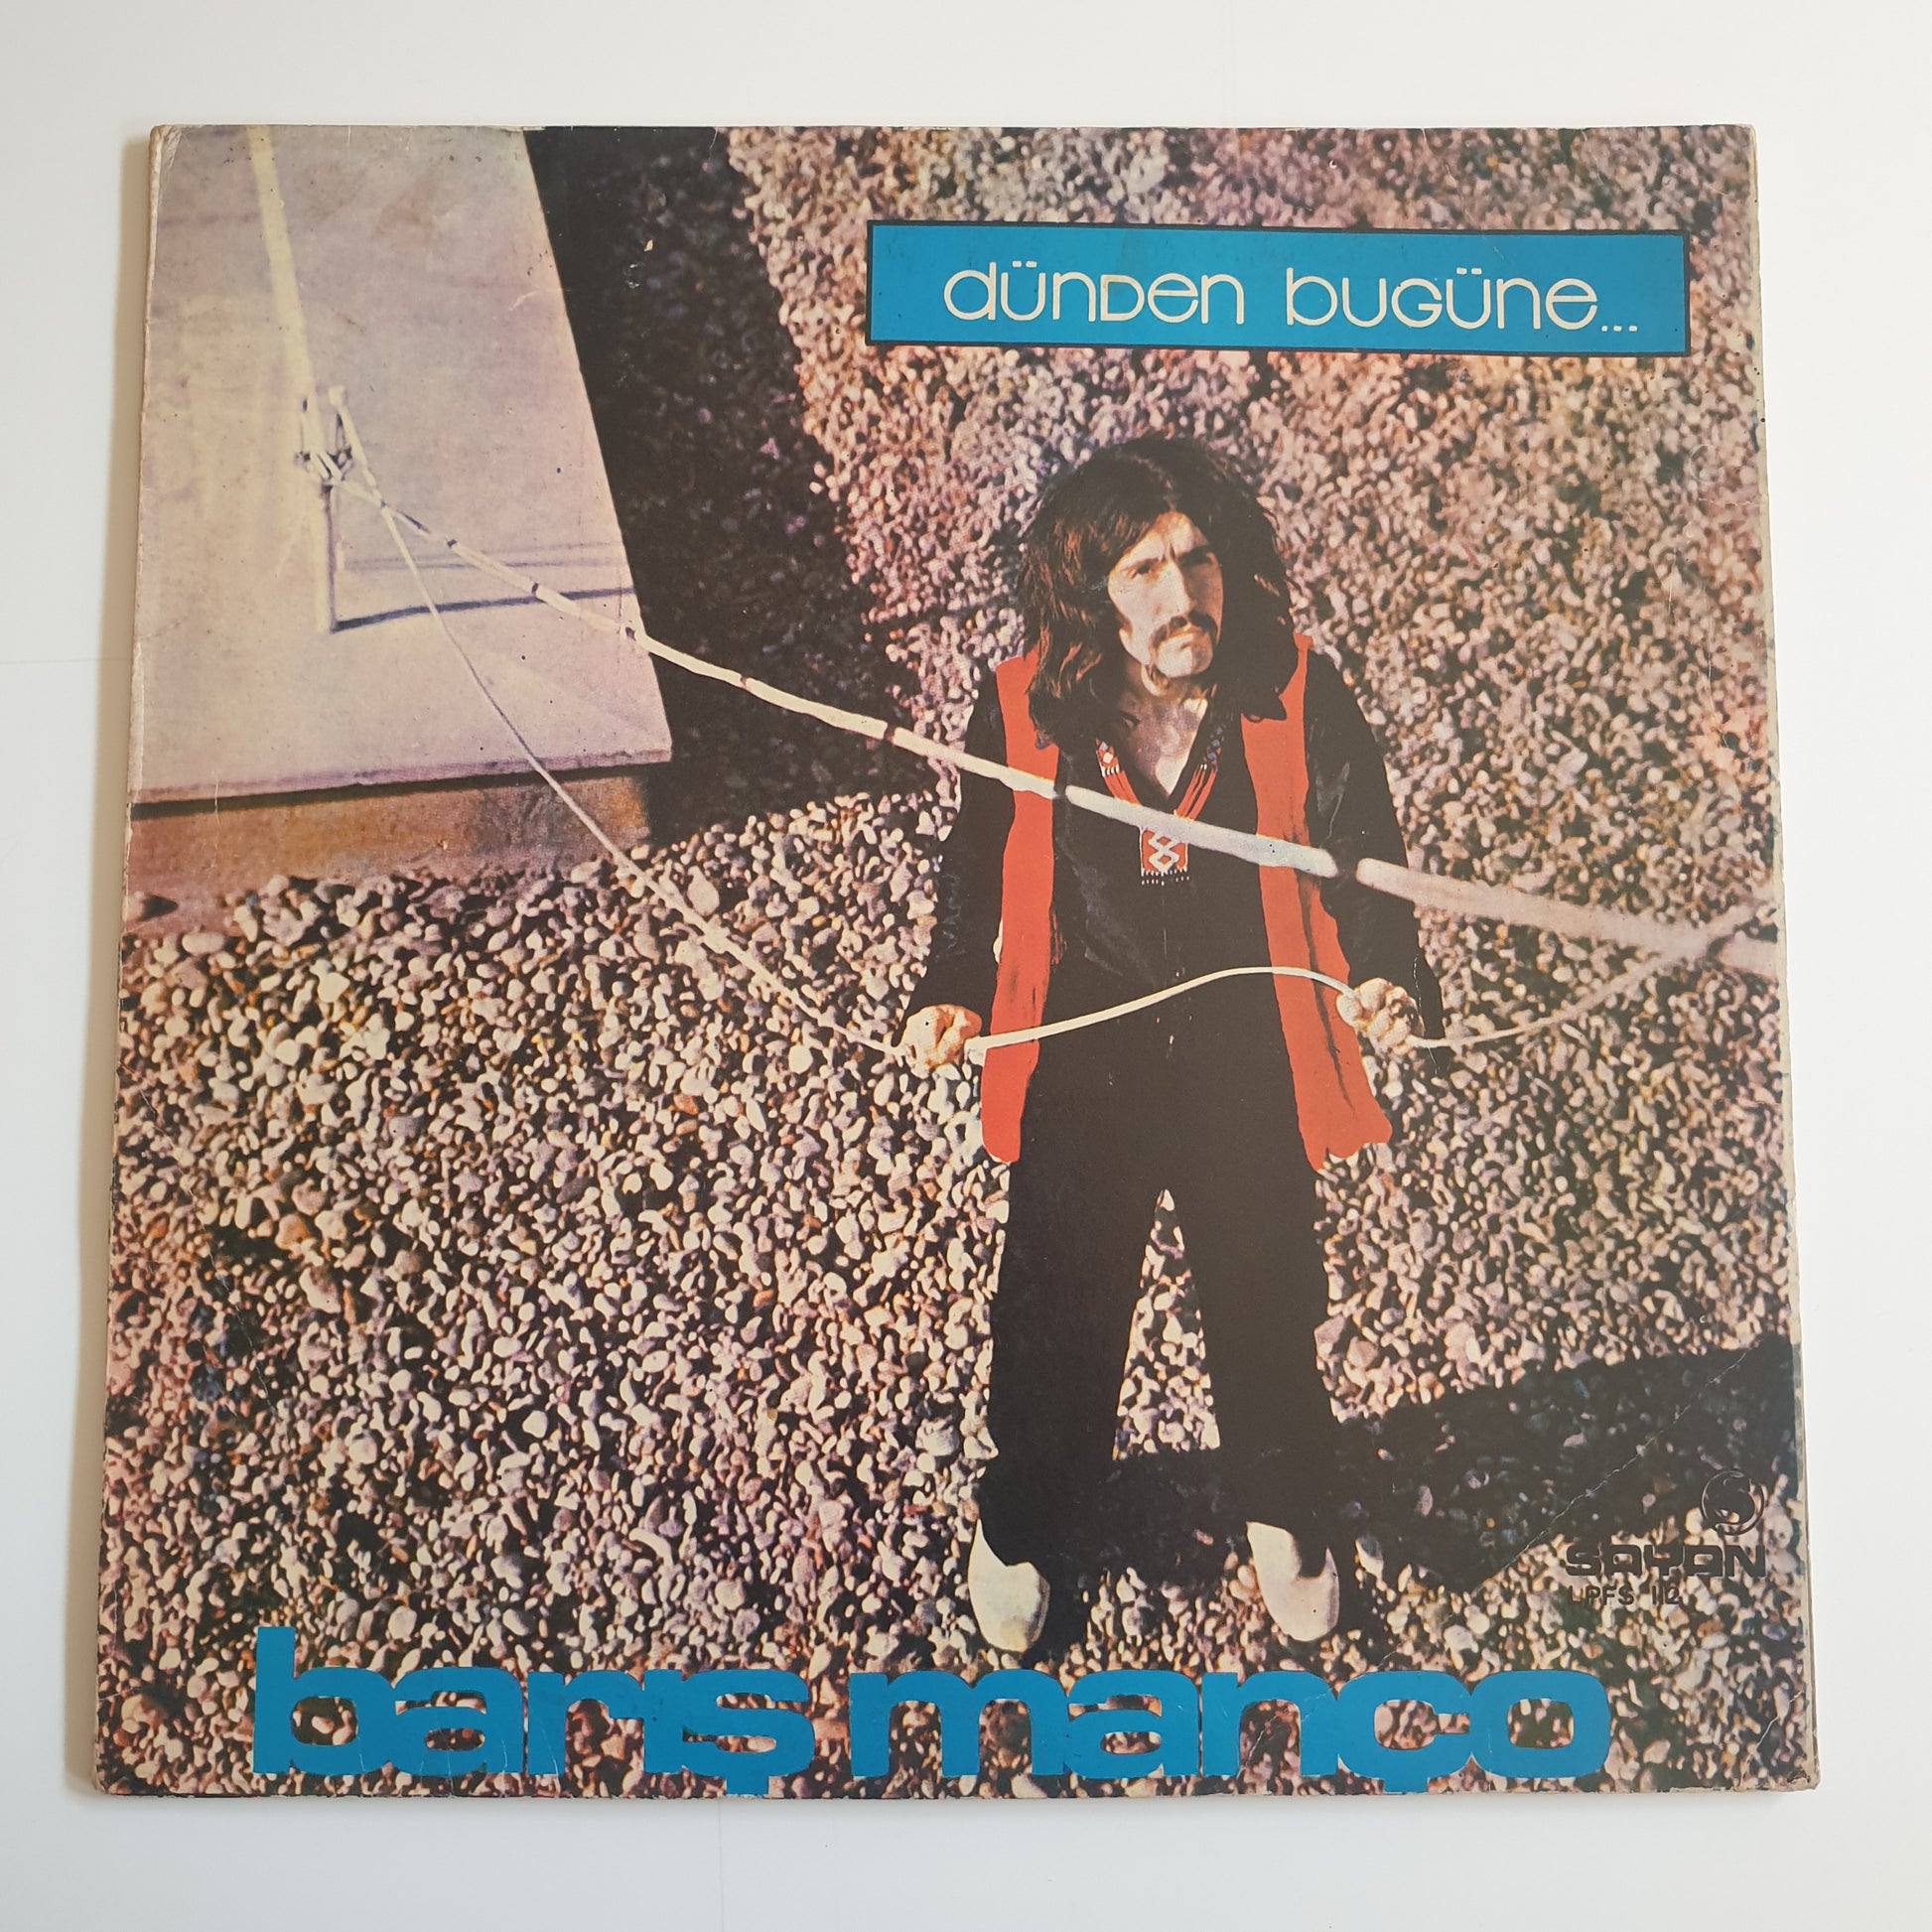 dünden bugüne...
SAYAN
LPFS 112
barış manço